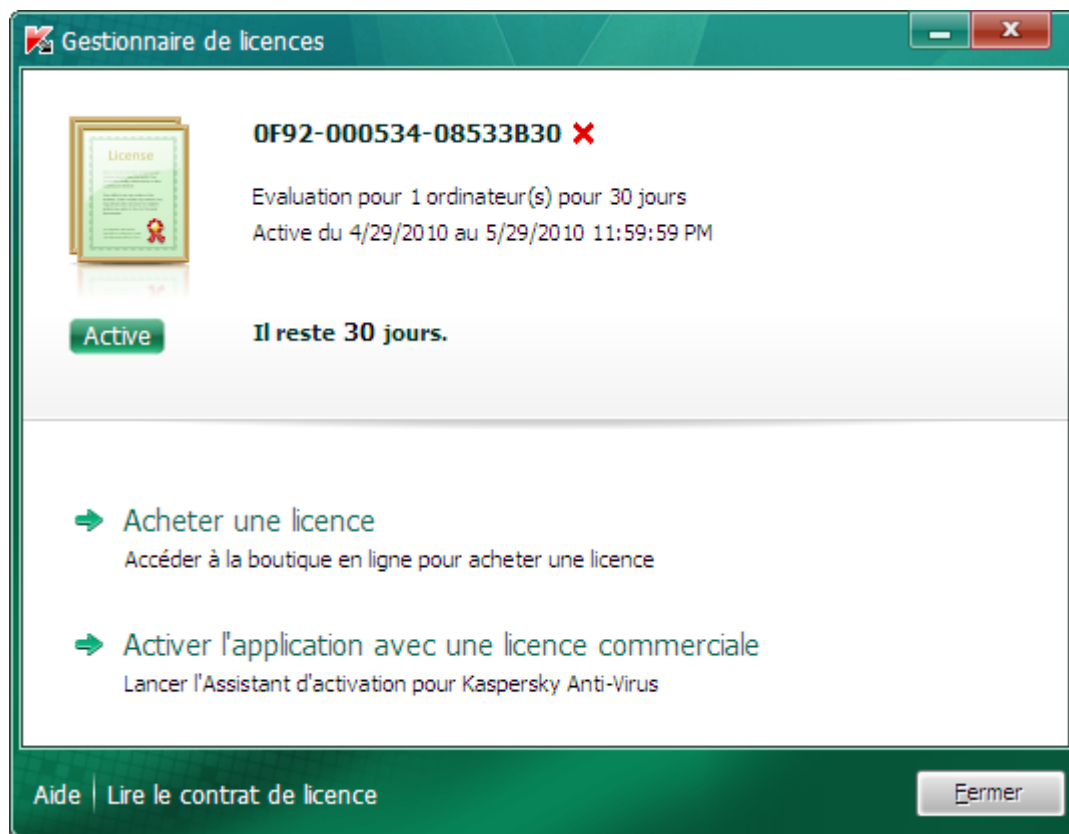 Gestionnaire de licences
License
0F92-000534-08533B30
Evaluation pour 1 ordinateur(s) pour 30 jours
Active du 4/29/2010 au 5/29/2010 11:59:59 PM
Active
Il reste 30 jours.
Acheter une licence
Accéder à la boutique en ligne pour acheter une licence
Activer l'application avec une licence commerciale
Lancer l'Assistant d'activation pour Kaspersky Anti-Virus
Aide | Lire le contrat de licence
Fermer